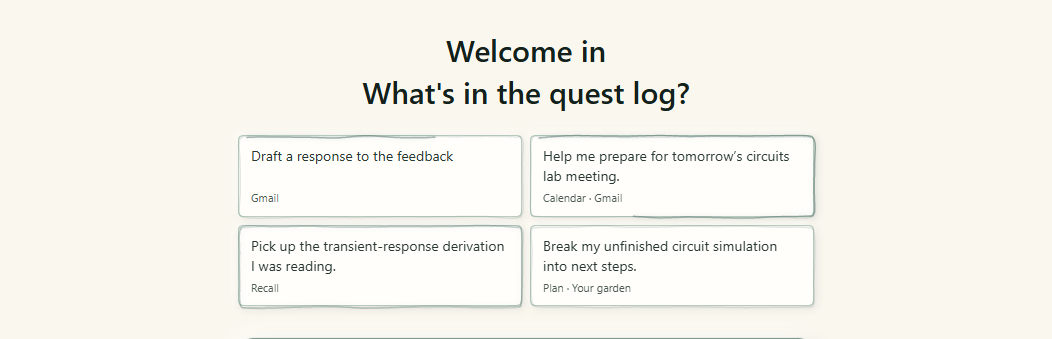 Welcome in
What's in the quest log?
Draft a response to the feedback
Gmail
Help me prepare for tomorrow’s circuits
lab meeting.
Calendar · Gmail
Pick up the transient-response derivation
I was reading.
Recall
Break my unfinished circuit simulation
into next steps.
Plan · Your garden